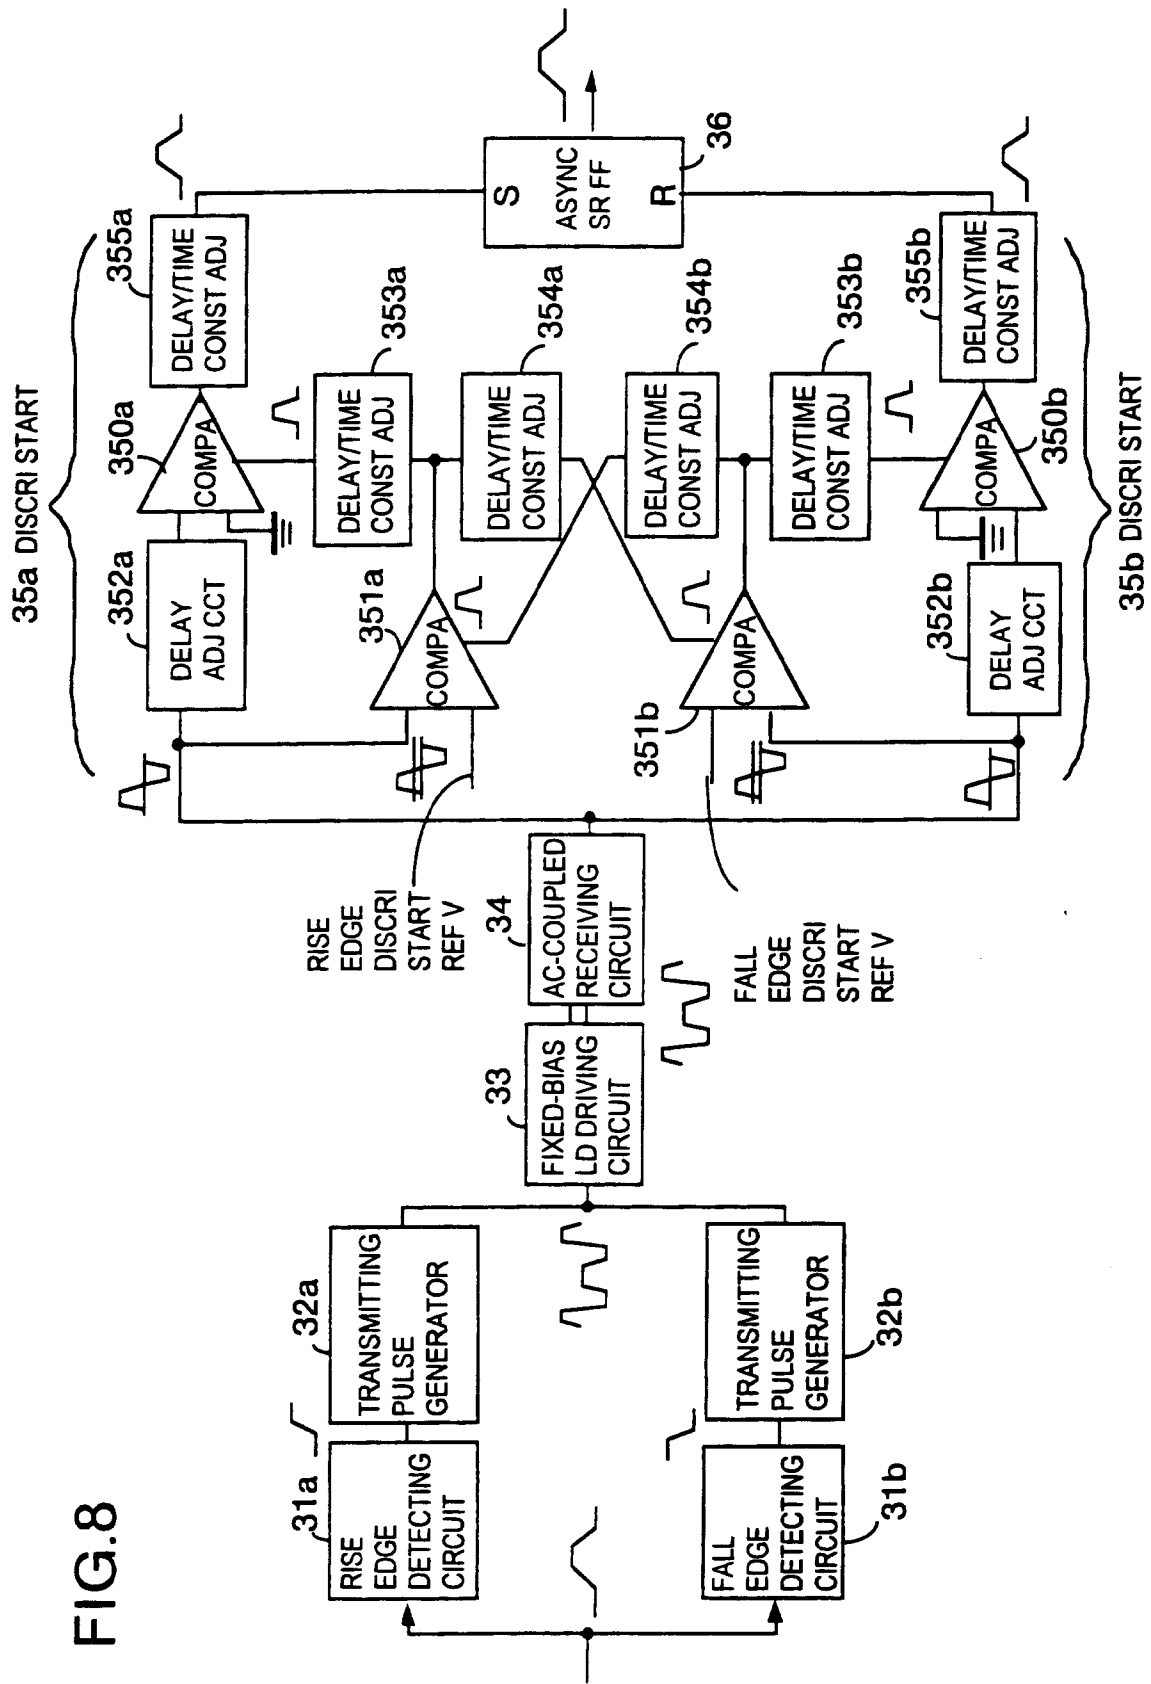 FIG.8
31a
RISE
EDGE
DETECTING
CIRCUIT
32a
TRANSMITTING
PULSE
GENERATOR
31b
FALL
EDGE
DETECTING
CIRCUIT
32b
TRANSMITTING
PULSE
GENERATOR
33
FIXED-BIAS
LD DRIVING
CIRCUIT
34
AC-COUPLED
RECEIVING
CIRCUIT
RISE
EDGE
DISCRI
START
REF V
FALL
EDGE
DISCRI
START
REF V
35a DISCRI START
352a
DELAY
ADJ CCT
350a
COMPA
355a
DELAY/TIME
CONST ADJ
351a
COMPA
353a
DELAY/TIME
CONST ADJ
354a
DELAY/TIME
CONST ADJ
354b
DELAY/TIME
CONST ADJ
353b
DELAY/TIME
CONST ADJ
351b
COMPA
352b
DELAY
ADJ CCT
350b
COMPA
355b
DELAY/TIME
CONST ADJ
35b DISCRI START
S
ASYNC
SR FF
R
36